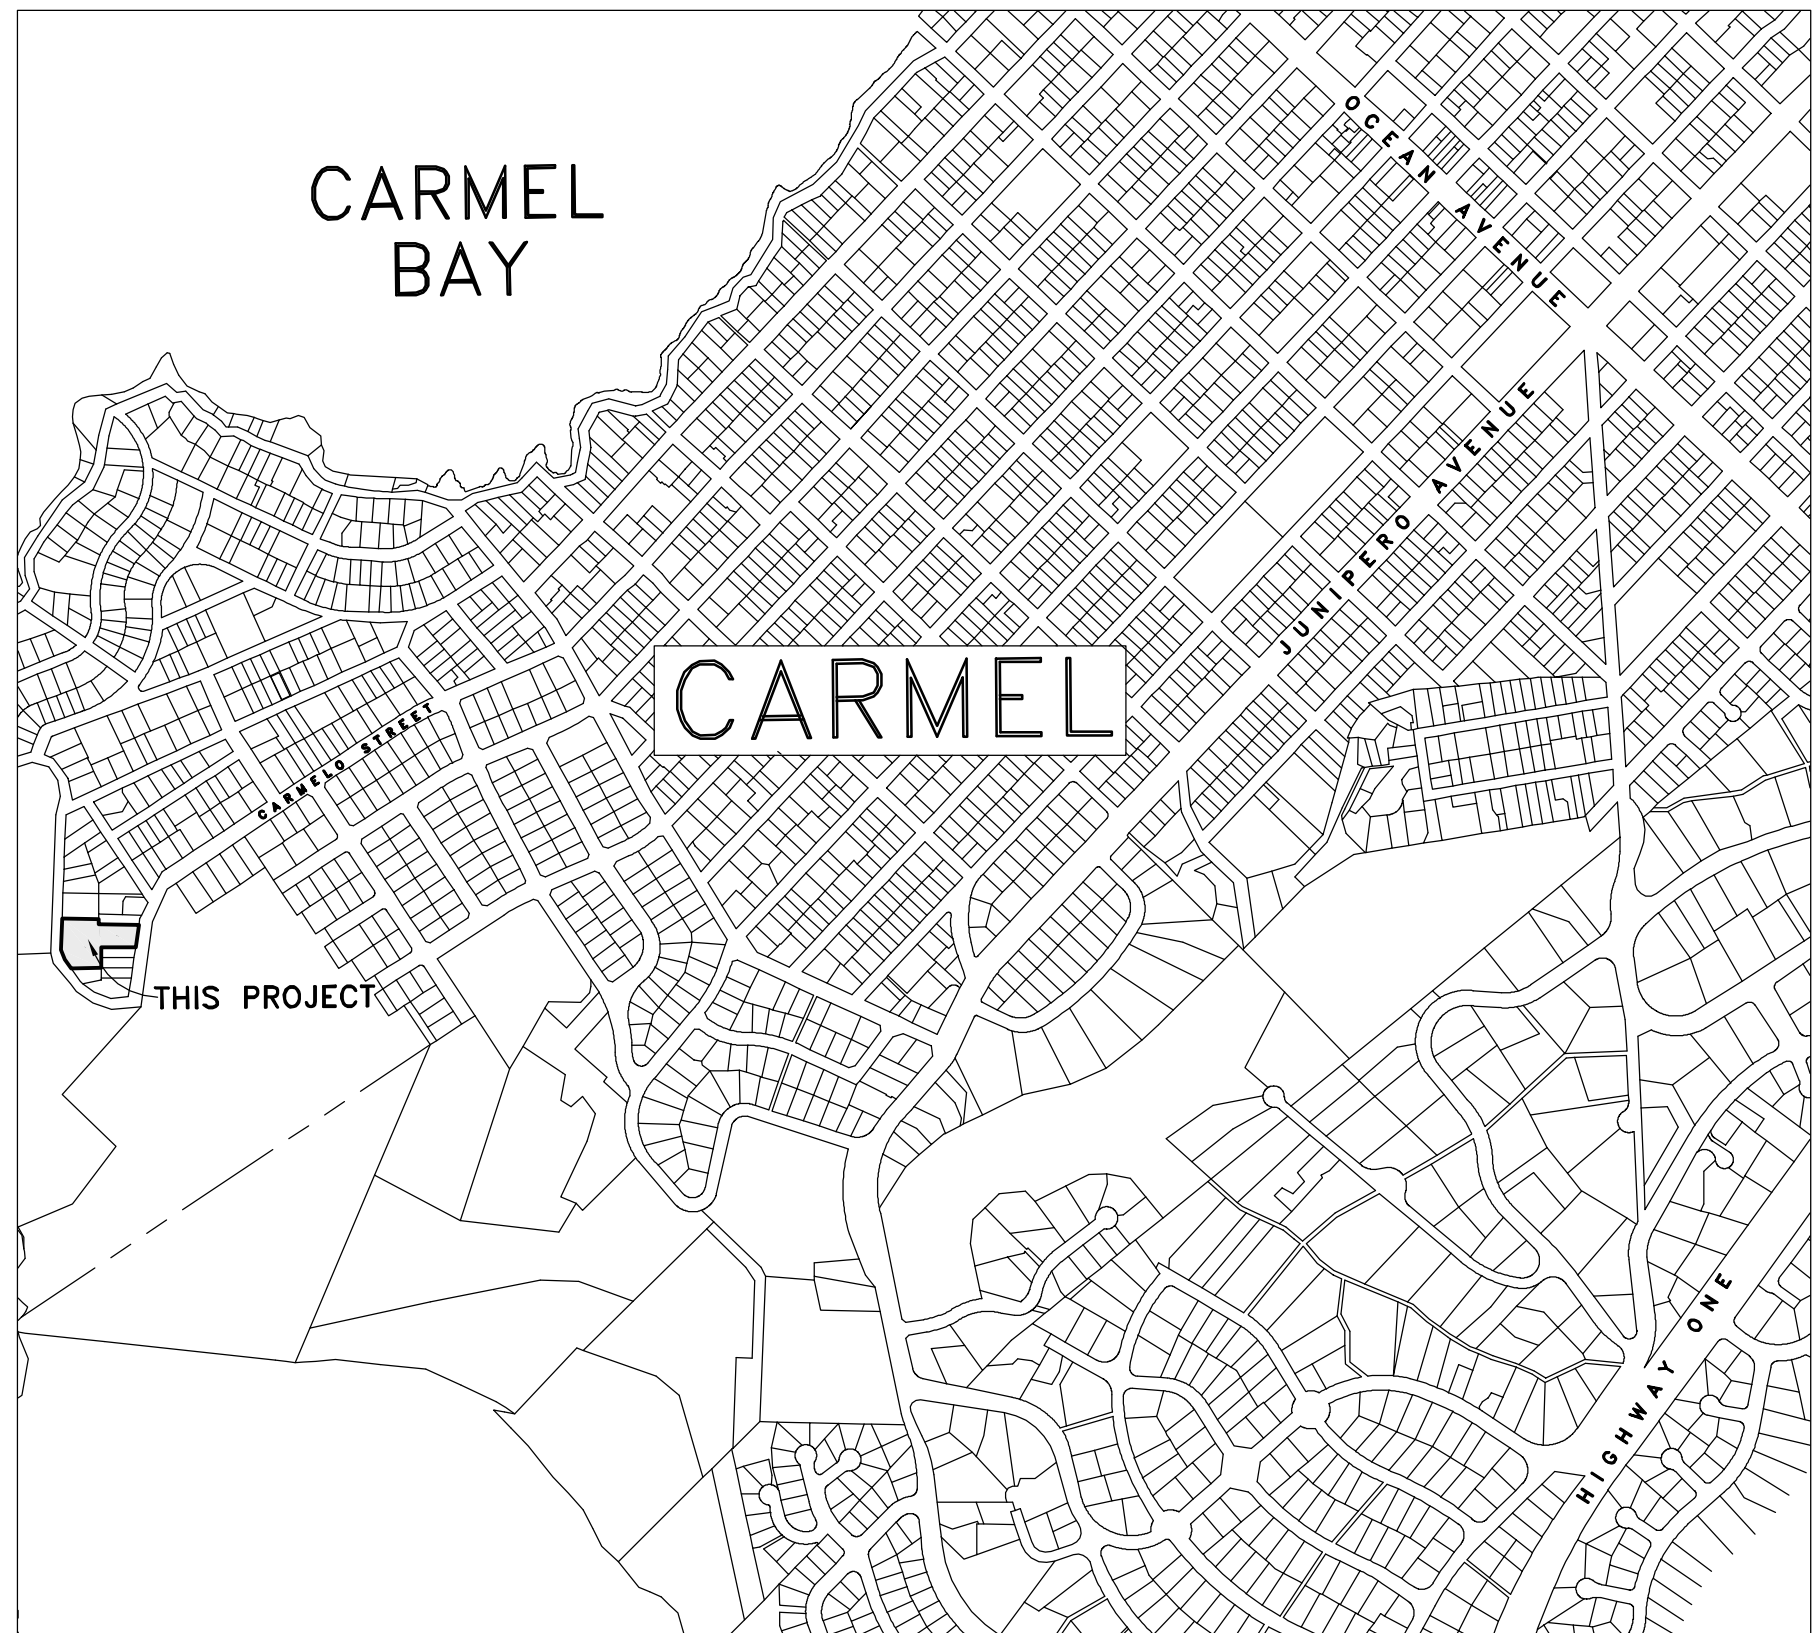 CARMEL
BAY
OCEAN AVENUE
JUNIPERO AVENUE
CARMEL
CARMELO STREET
THIS PROJECT
HIGHWAY ONE